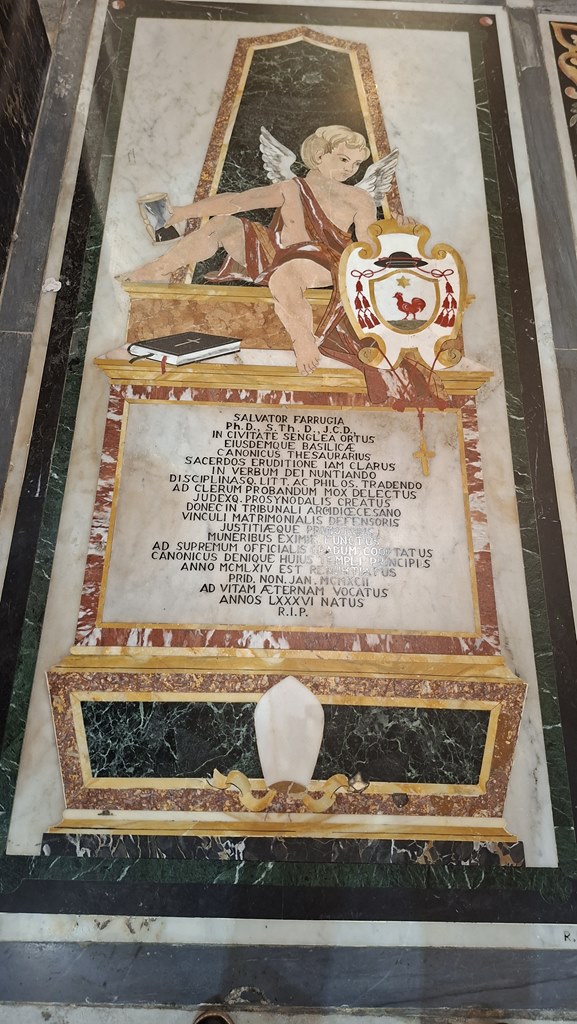 SALVATOR FARRUGIA
Ph.D., S.Th.D., J.C.D.,
IN CIVITATE SENGLEA ORTUS
EIUSDEMQUE BASILICÆ
CANONICUS THESAURARIUS
SACERDOS ERUDITIONE IAM CLARUS
IN VERBUM DEI NUNTIANDO
DISCIPLINASQ. LITT. AC PHILOS. TRADENDO
AD CLERUM PROBANDUM MOX DELECTUS
JUDEXQ. PROSYNODALIS CREATUS
DONEC IN TRIBUNALI ARCIDIŒCESANO
VINCULI MATRIMONIALIS DEFENSORIS
JUSTITIÆQUE
MUNERIBUS EXIMIE FUNCTUS
AD SUPREMUM OFFICIALIS GRADUM
CANONICUS DENIQUE HUIUS TEMPLI PRINCIPIS
ANNO MCMLXIV EST
PRID. NON. JAN. MCMXCII
AD VITAM ÆTERNAM VOCATUS
ANNOS LXXXVI NATUS
R.I.P.
R.